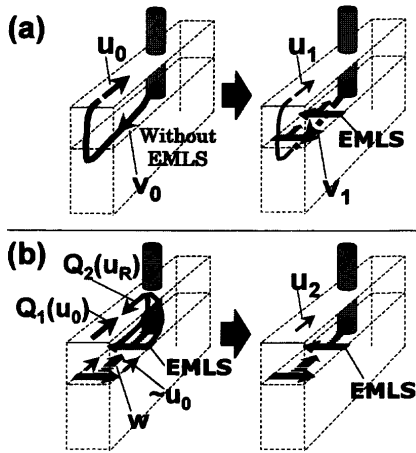 (a)
u0
u1
Without
EMLS
EMLS
v0
v1
(b)
Q2(uR)
Q1(u0)
u2
EMLS
EMLS
w
~u0